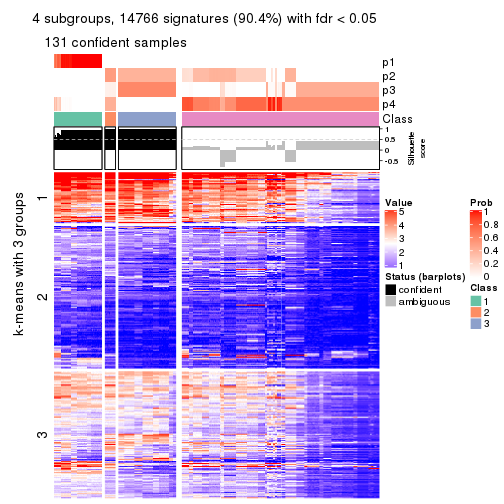 4 subgroups, 14766 signatures (90.4%) with fdr < 0.05
131 confident samples
p1
p2
p3
p4
Class
1
0.5
0
-0.5
Silhouette
score
k-means with 3 groups
1
2
3
Value
5
4
3
2
1
Status (barplots)
confident
ambiguous
Prob
1
0.8
0.6
0.4
0.2
0
Class
1
2
3